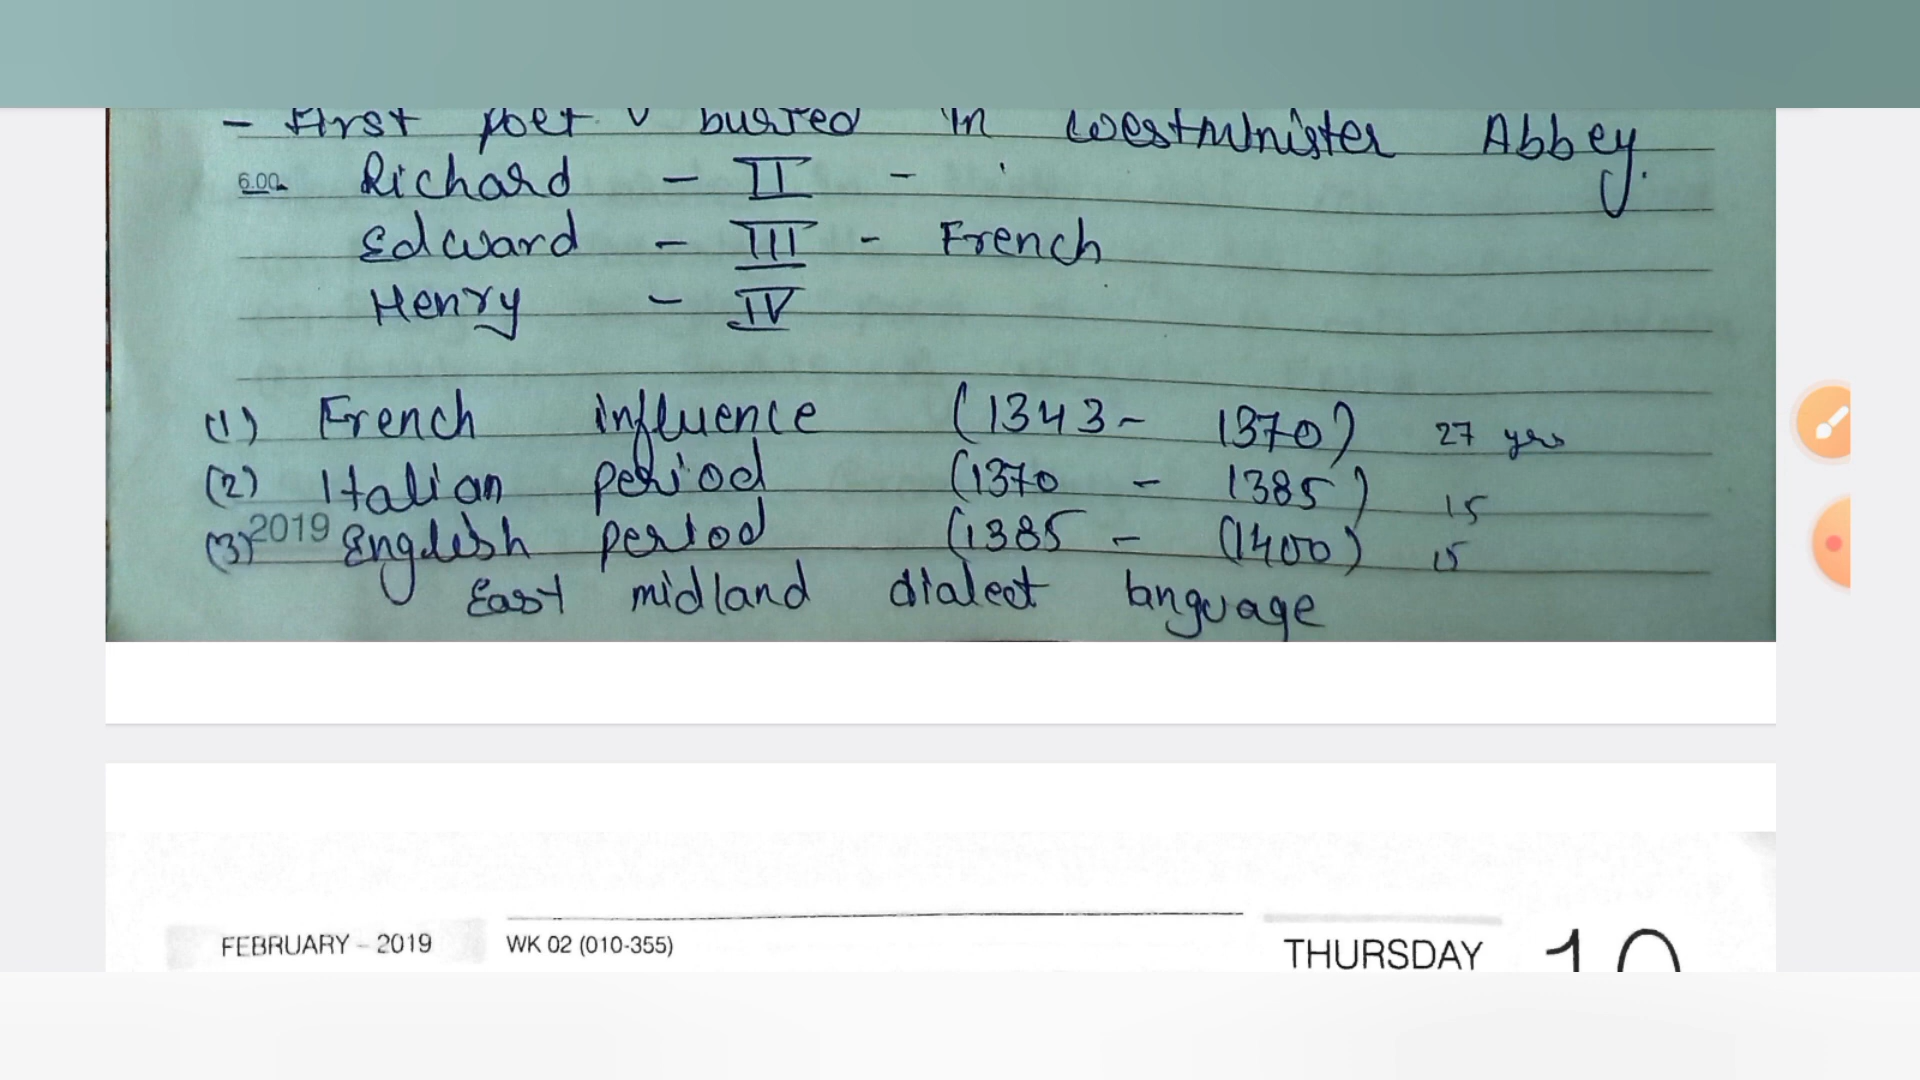 - First poet v buried in Westminister Abbey.
6.00 Richard - II -
Edward - III - French
Henry - IV
(1) French influence (1343 - 1370) 27 yrs
(2) Italian period (1370 - 1385) 15
(3) 2019 English period (1385 - (1400) 15
East midland dialect language
FEBRUARY - 2019 WK 02 (010-355) THURSDAY 10